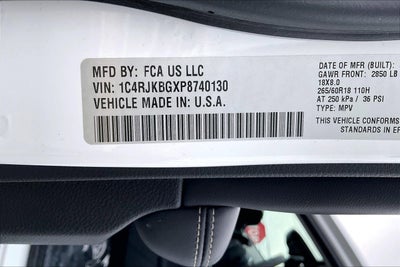 MFD BY: FCA US LLC
VIN: 1C4RJKBGXP8740130
VEHICLE MADE IN: U.S.A.
DATE OF MFR (BUILT):
GAWR FRONT: 2850 LB
18X8.0
265/60R18 110H
AT 250 kPa / 36 PSI
TYPE: MPV
THIS VEHICLE CONFORMS
STANDARDS IN EF